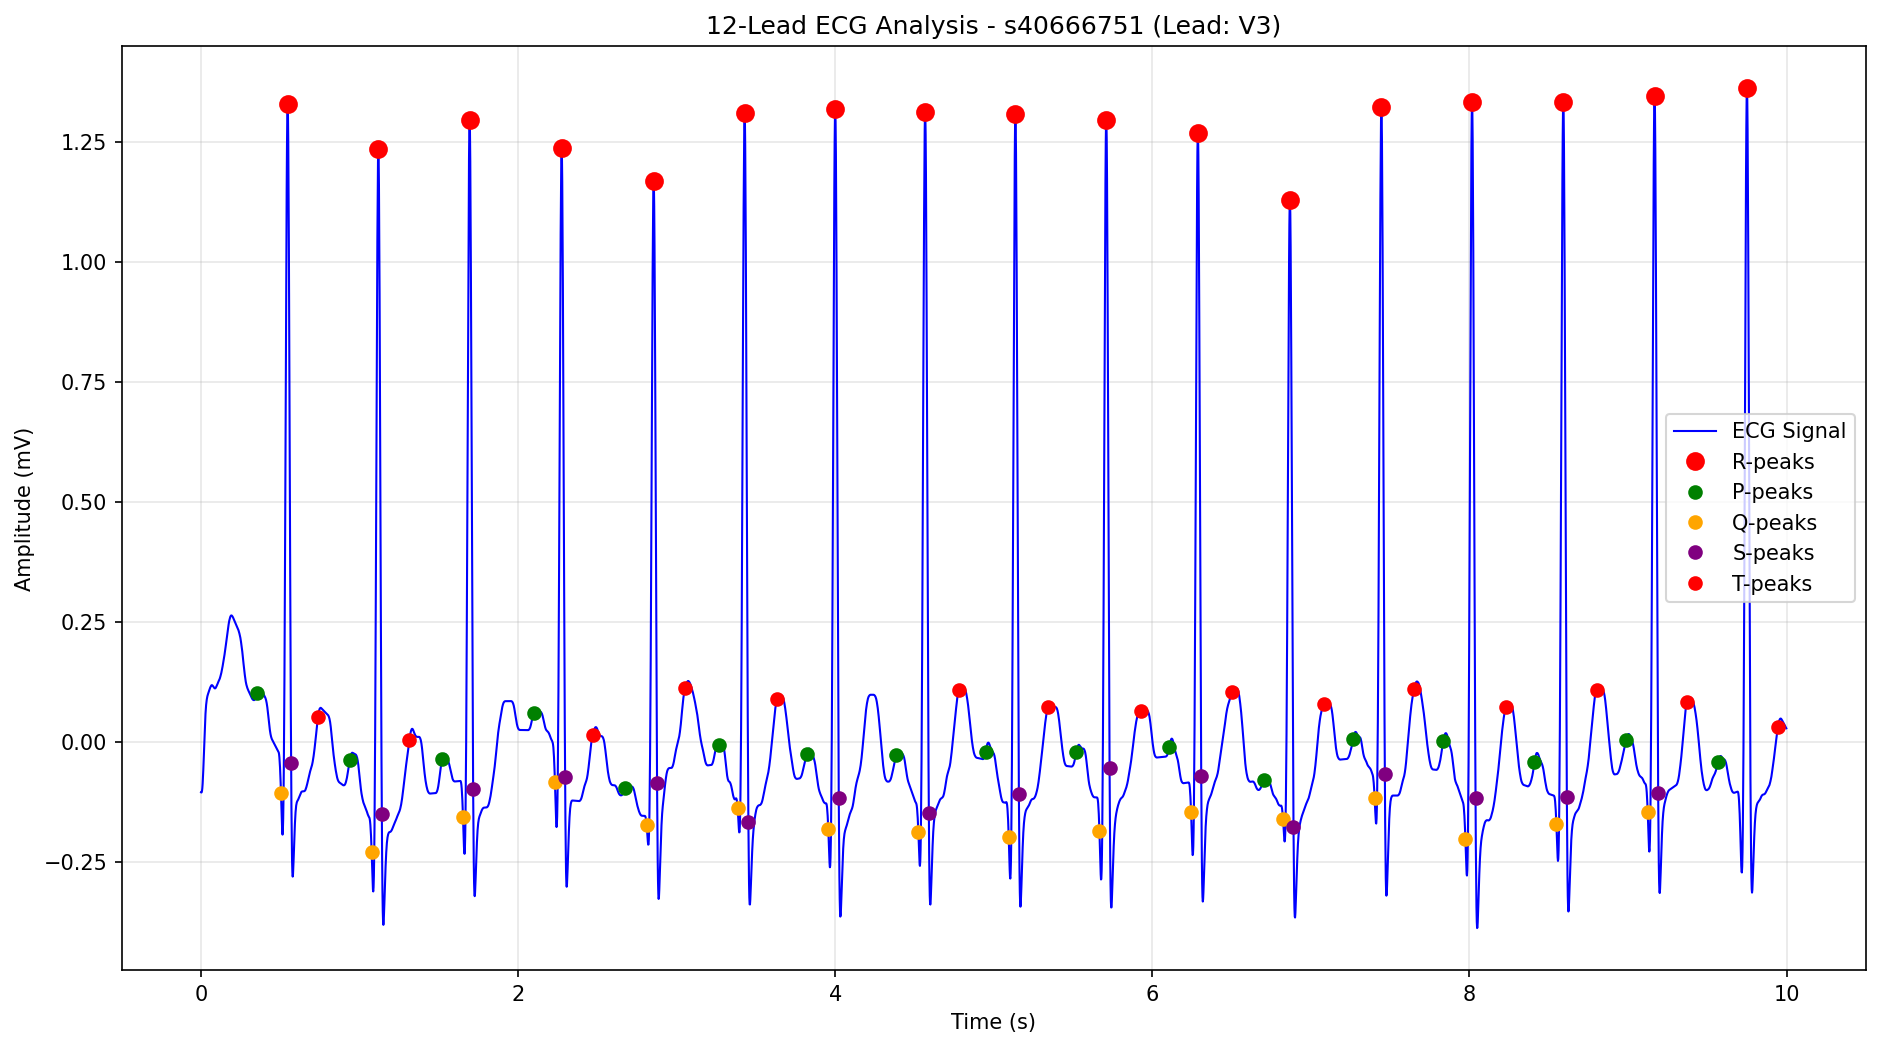 12-Lead ECG Analysis - s40666751 (Lead: V3)
Amplitude (mV)
1.25
1.00
0.75
0.50
0.25
0.00
−0.25
ECG Signal
R-peaks
P-peaks
Q-peaks
S-peaks
T-peaks
0 2 4 6 8 10
Time (s)